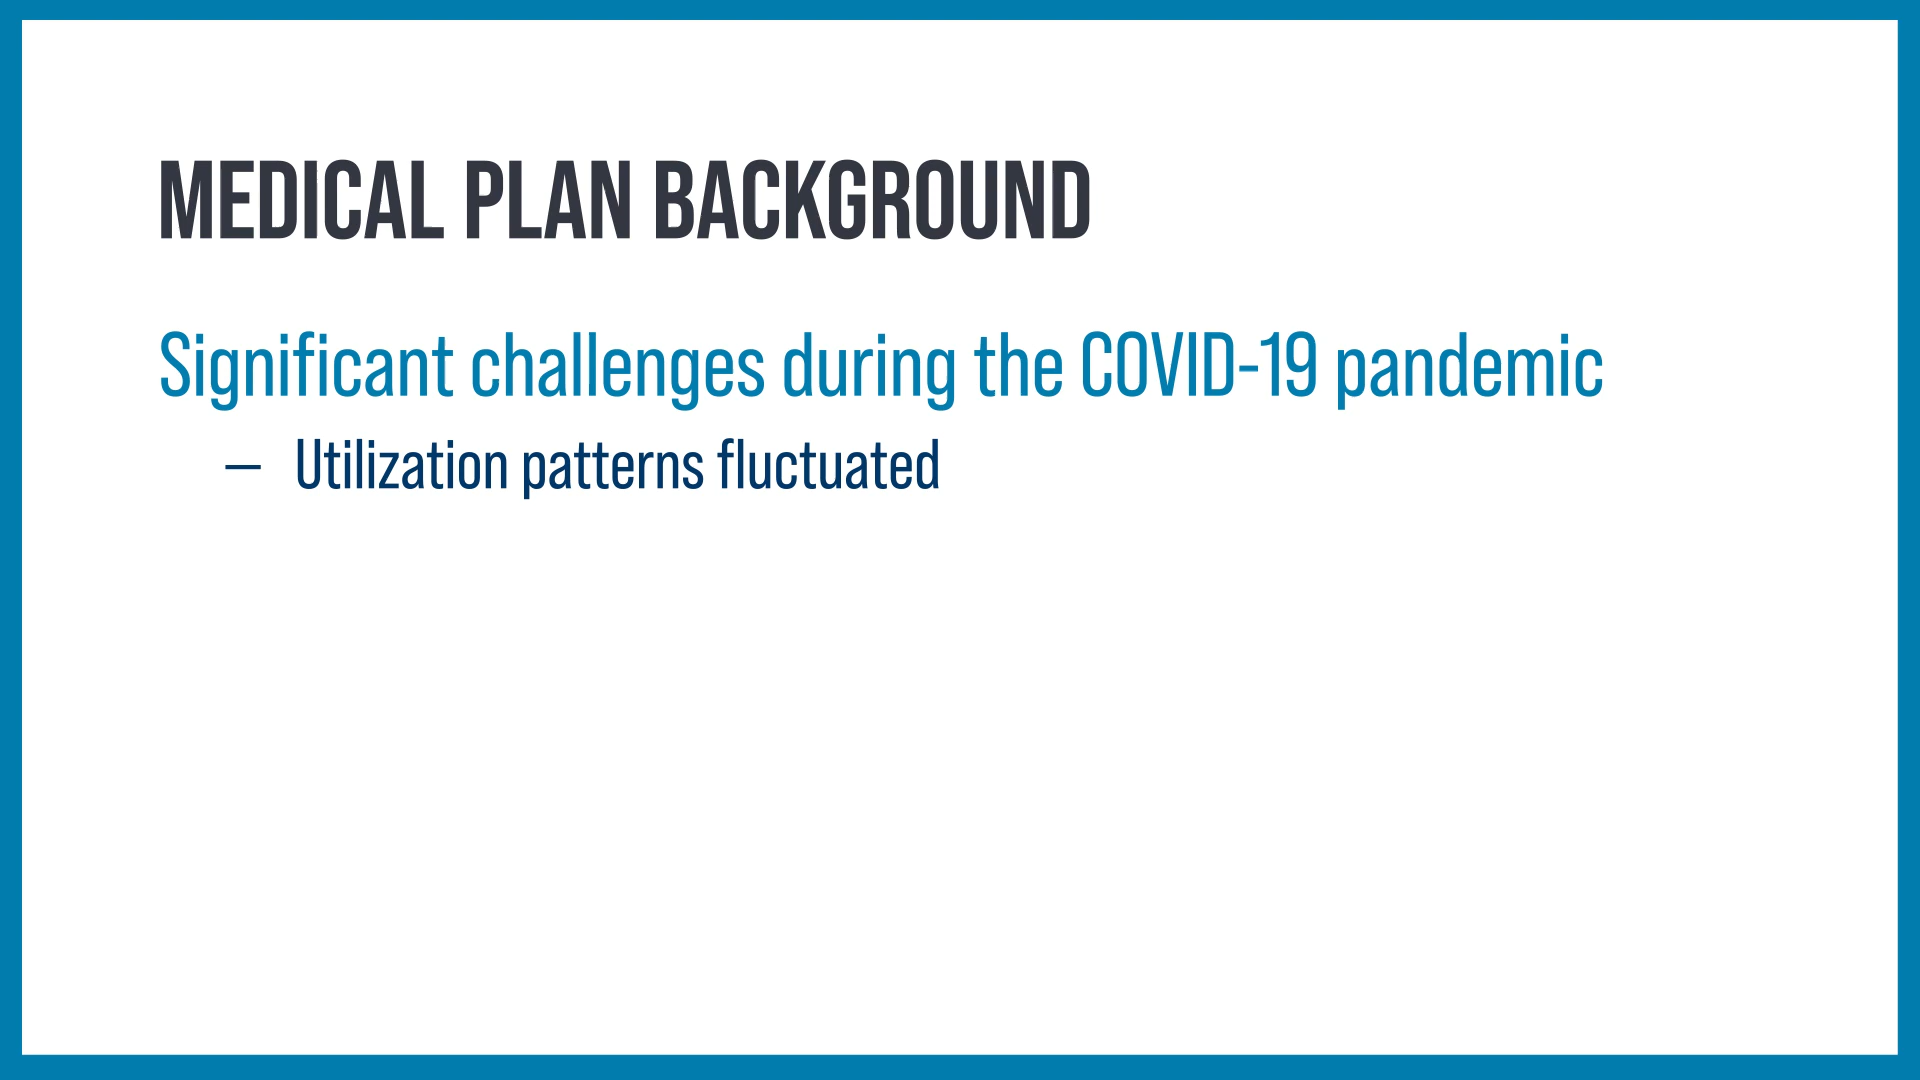 MEDICAL PLAN BACKGROUND
Significant challenges during the COVID-19 pandemic
– Utilization patterns fluctuated